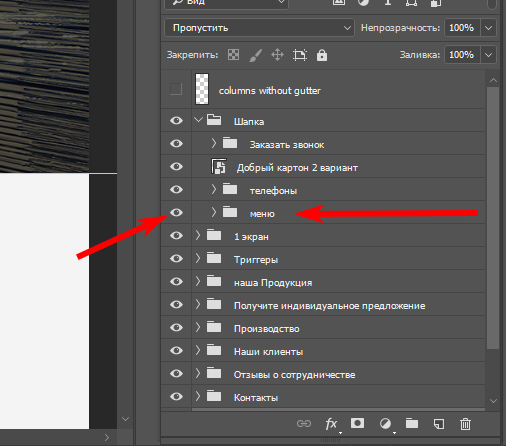 Вид
Пропустить Непрозрачность: 100%
Закрепить: Заливка: 100%
columns without gutter
Шапка
Заказать звонок
Добрый картон 2 вариант
телефоны
меню
1 экран
Триггеры
наша Продукция
Получите индивидуальное предложение
Производство
Наши клиенты
Отзывы о сотрудничестве
Контакты
fx